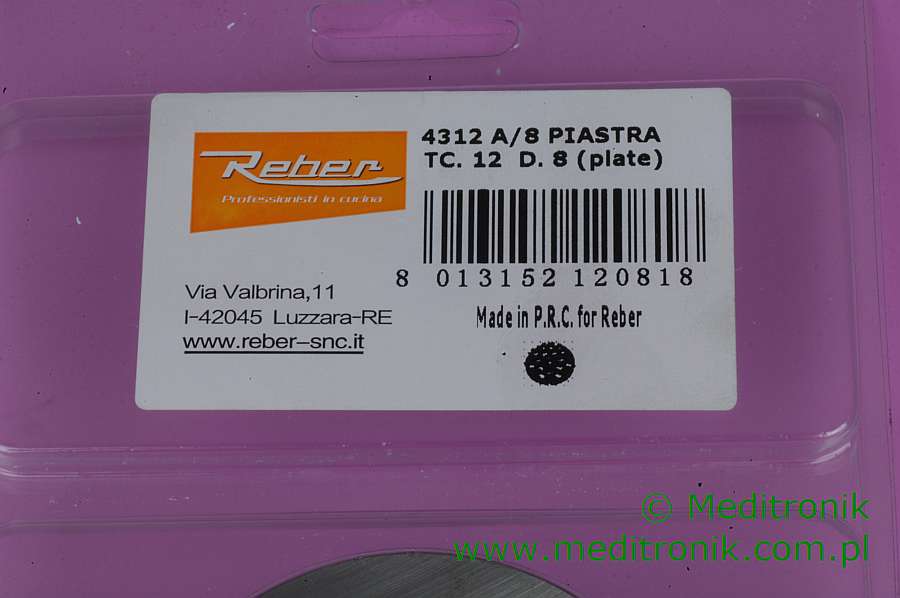 Reber
Professionisti in cucina
4312 A/8 PIASTRA
TC. 12 D. 8 (plate)
8 013152 120818
Via Valbrina,11
I-42045 Luzzara-RE
www.reber-snc.it
Made in P.R.C. for Reber
© Meditronik
www.meditronik.com.pl